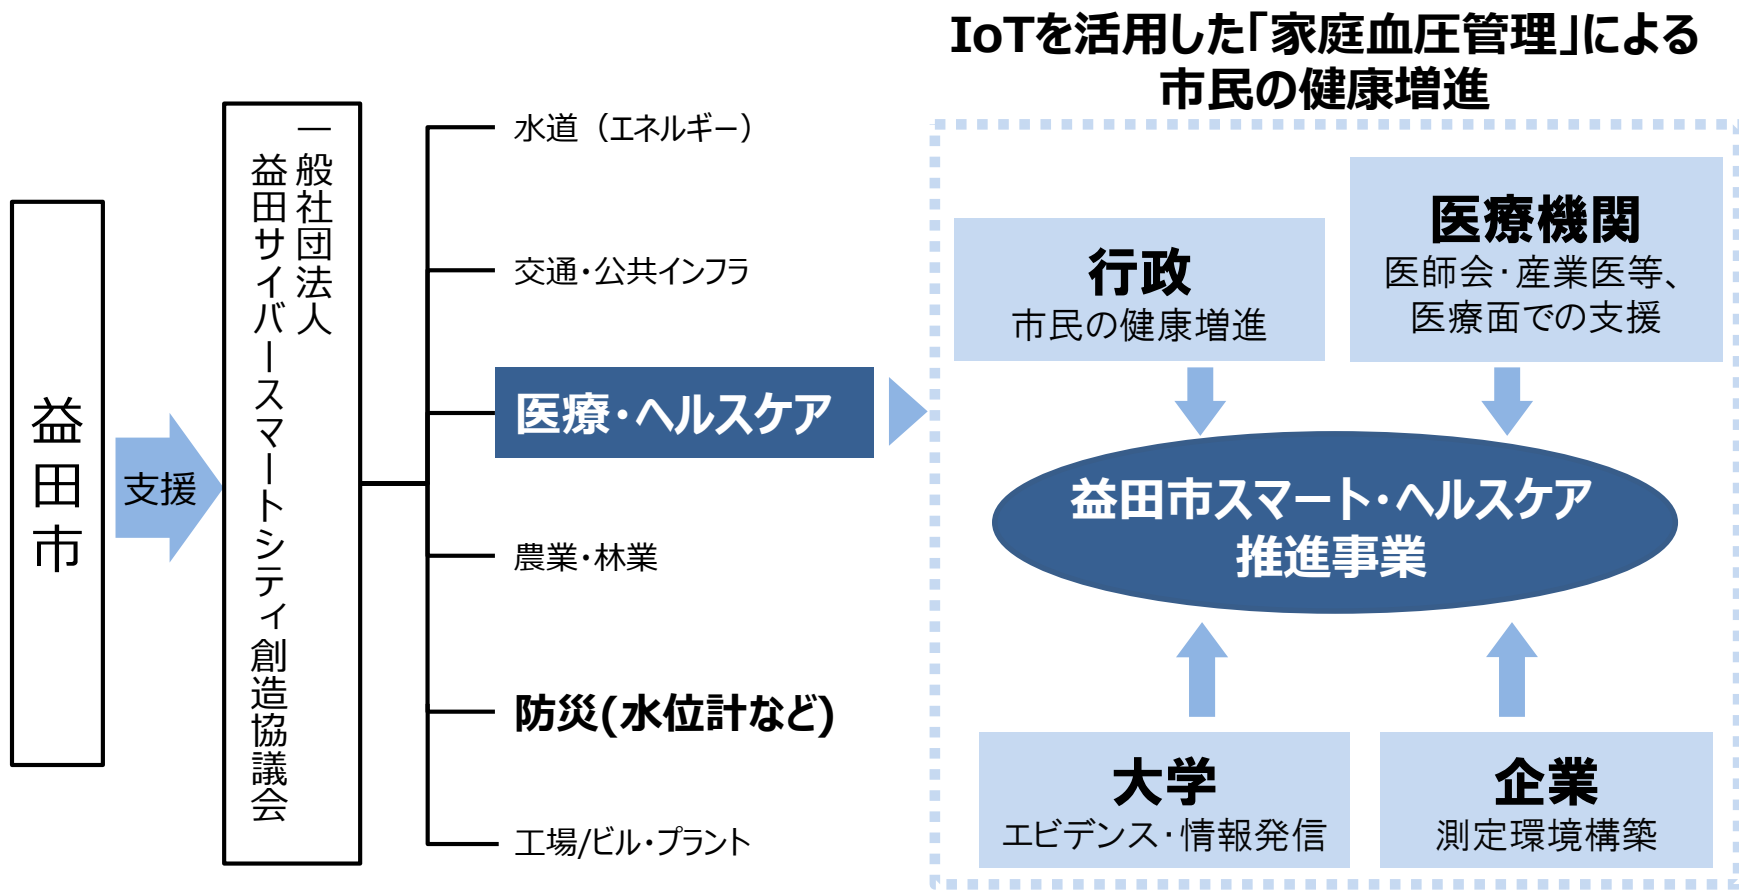 益田市
支援
一般社団法人
益田サイバースマートシティ創造協議会
水道（エネルギー）
交通・公共インフラ
医療・ヘルスケア
農業・林業
防災(水位計など)
工場/ビル・プラント
IoTを活用した「家庭血圧管理」による
市民の健康増進
行政
市民の健康増進
医療機関
医師会・産業医等、
医療面での支援
益田市スマート・ヘルスケア
推進事業
大学
エビデンス・情報発信
企業
測定環境構築